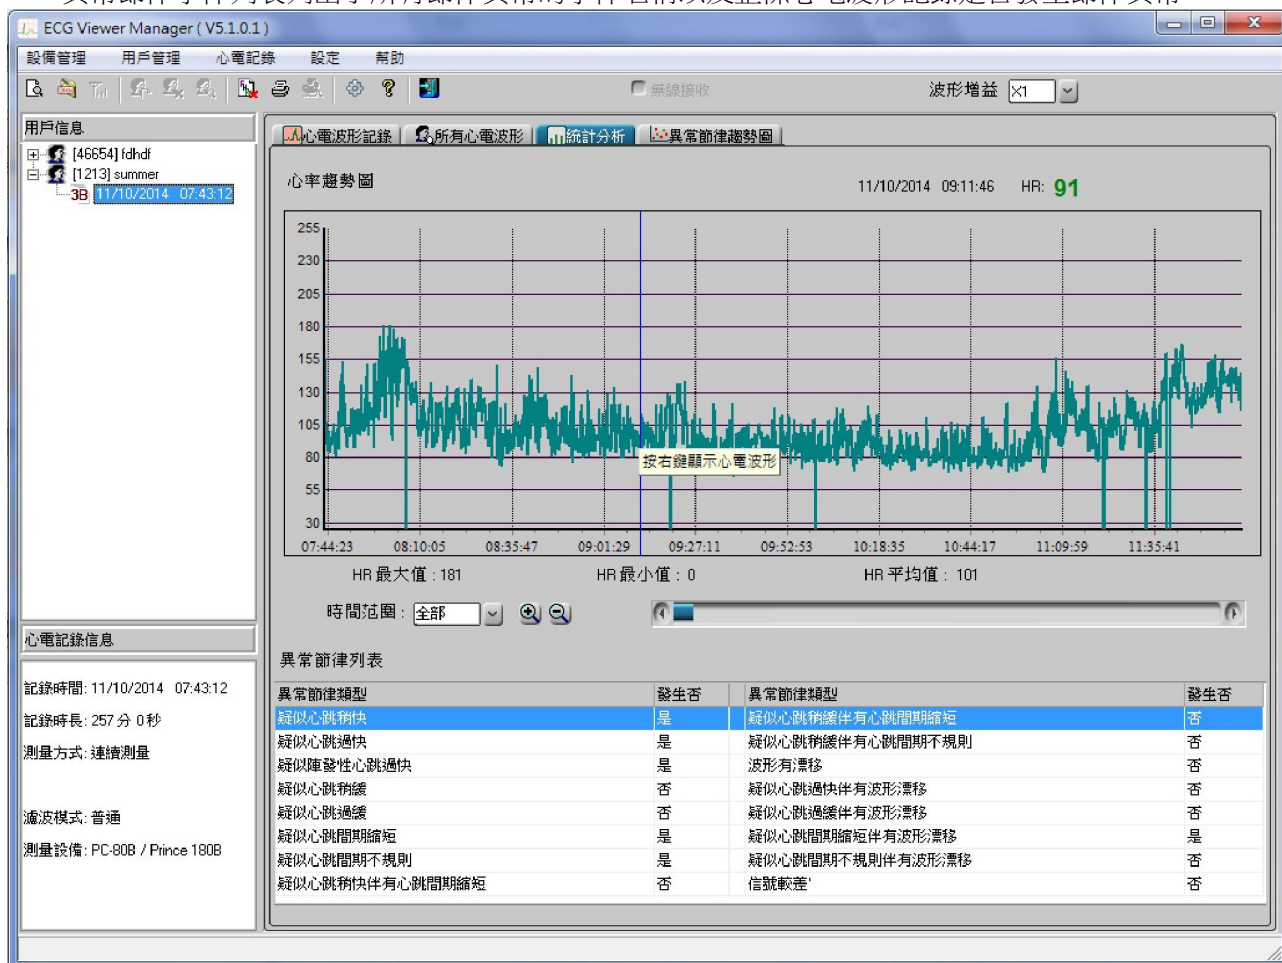 ECG Viewer Manager ( V5.1.0.1 )
設備管理 用戶管理 心電記錄 設定 幫助
無線接收 波形增益 X1
用戶信息
[46654] fdhdf
[1213] summer
3B 11/10/2014 07:43:12
心電波形記錄 所有心電波形 統計分析 異常節律趨勢圖
心率趨勢圖 11/10/2014 09:11:46 HR: 91
255
230
205
180
155
130
105
80
55
30
按右鍵顯示心電波形
07:44:23 08:10:05 08:35:47 09:01:29 09:27:11 09:52:53 10:18:35 10:44:17 11:09:59 11:35:41
HR 最大值 : 181 HR 最小值 : 0 HR 平均值 : 101
時間范圍 : 全部
心電記錄信息
記錄時間: 11/10/2014 07:43:12
記錄時長: 257 分 0 秒
測量方式: 連續測量
濾波模式: 普通
測量設備: PC-80B / Prince 180B
異常節律列表
異常節律類型 發生否 異常節律類型 發生否
疑似心跳稍快 是 疑似心跳稍緩伴有心跳間期縮短 否
疑似心跳過快 是 疑似心跳稍緩伴有心跳間期不規則 否
疑似陣發性心跳過快 是 波形有漂移 否
疑似心跳稍緩 否 疑似心跳過快伴有波形漂移 否
疑似心跳過緩 否 疑似心跳過緩伴有波形漂移 否
疑似心跳間期縮短 是 疑似心跳間期縮短伴有波形漂移 是
疑似心跳間期不規則 是 疑似心跳間期不規則伴有波形漂移 否
疑似心跳稍快伴有心跳間期縮短 否 信號較差' 否